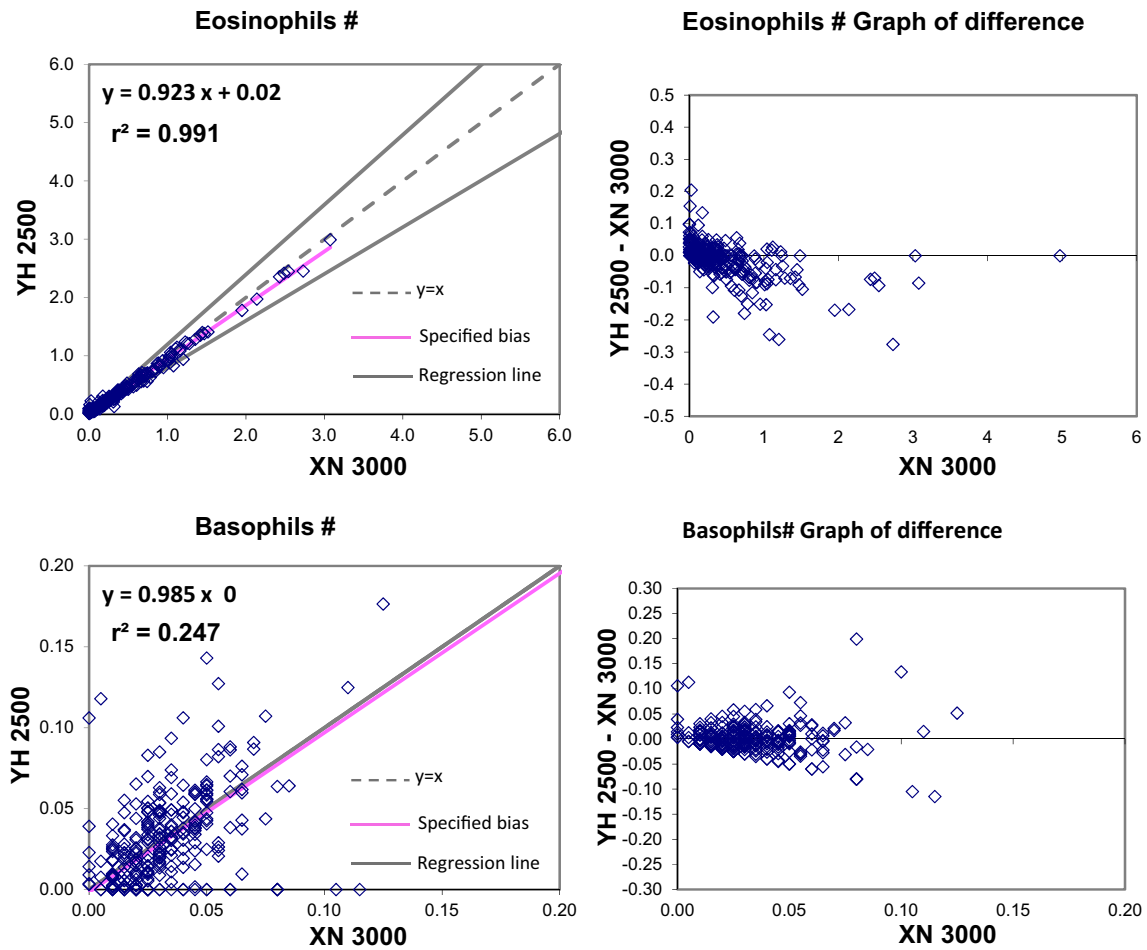 Eosinophils #
y = 0.923 x + 0.02
r² = 0.991
YH 2500
6.0
5.0
4.0
3.0
2.0
1.0
0.0
y=x
Specified bias
Regression line
0.0 1.0 2.0 3.0 4.0 5.0 6.0
XN 3000
Eosinophils # Graph of difference
YH 2500 - XN 3000
0.5
0.4
0.3
0.2
0.1
0.0
-0.1
-0.2
-0.3
-0.4
-0.5
0 1 2 3 4 5 6
XN 3000
Basophils #
y = 0.985 x 0
r² = 0.247
YH 2500
0.20
0.15
0.10
0.05
0.00
y=x
Specified bias
Regression line
0.00 0.05 0.10 0.15 0.20
XN 3000
Basophils# Graph of difference
YH 2500 - XN 3000
0.30
0.20
0.10
0.05
0.00
-0.05
-0.10
-0.15
-0.20
-0.25
-0.30
0.00 0.05 0.10 0.15 0.20
XN 3000